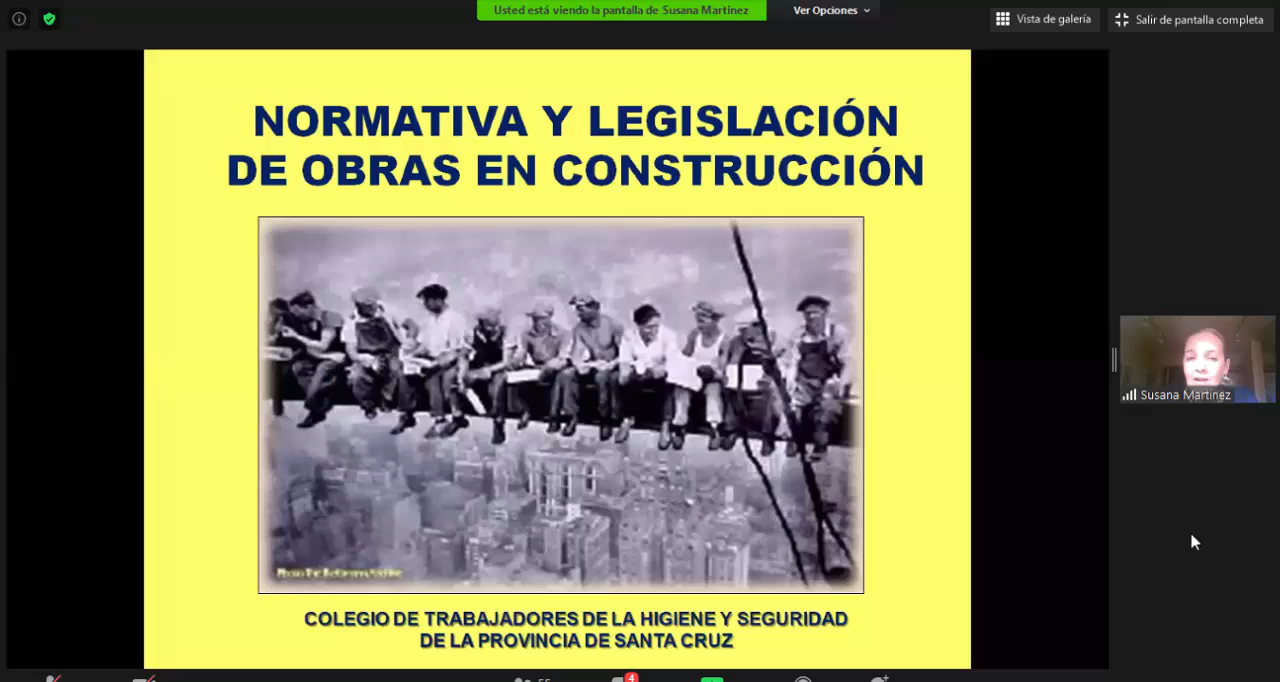 Usted está viendo la pantalla de Susana Martinez
Ver Opciones
Vista de galería
Salir de pantalla completa
NORMATIVA Y LEGISLACIÓN
DE OBRAS EN CONSTRUCCIÓN
Susana Martinez
COLEGIO DE TRABAJADORES DE LA HIGIENE Y SEGURIDAD
DE LA PROVINCIA DE SANTA CRUZ
4